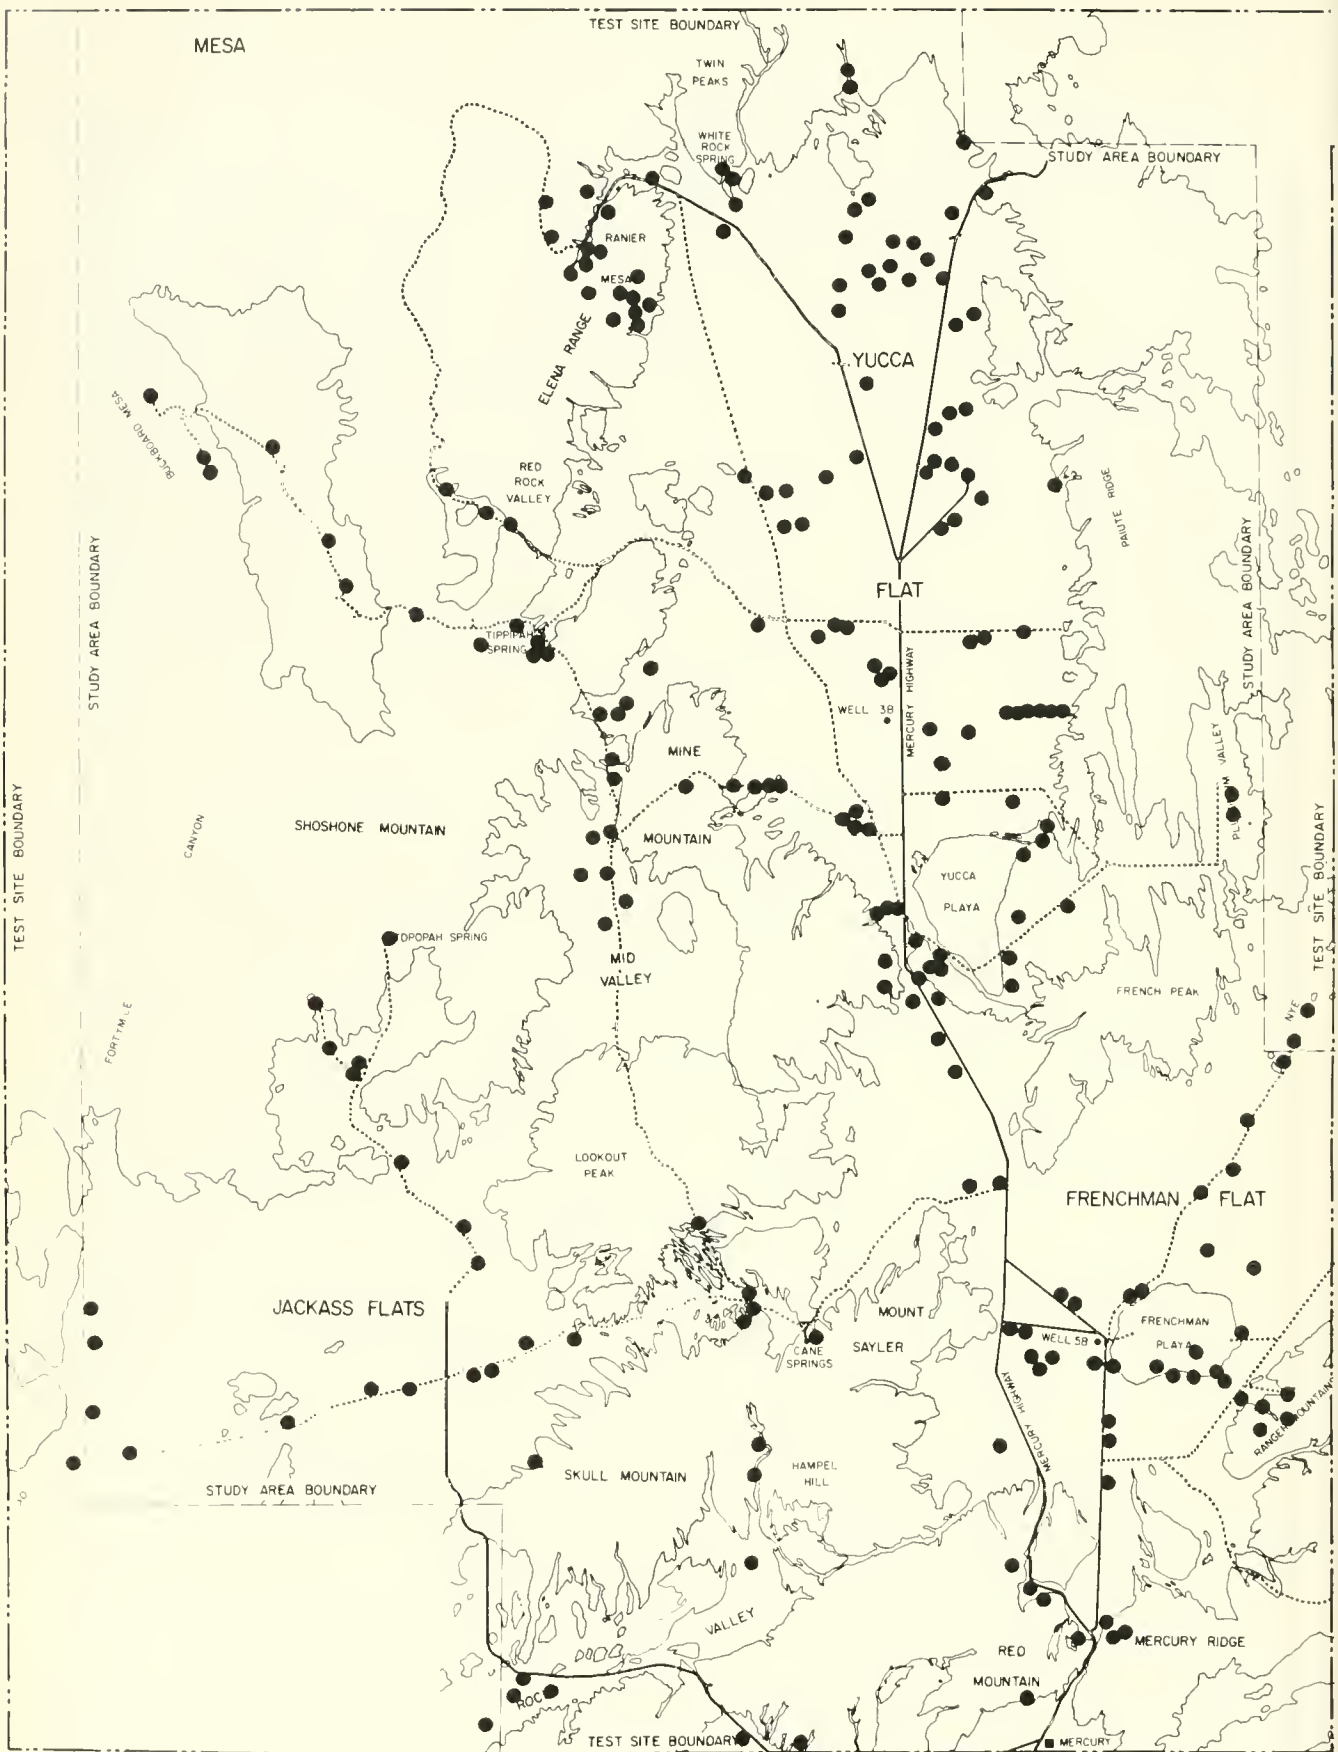 TEST SITE BOUNDARY
MESA
TWIN
PEAKS
WHITE
ROCK
SPRING
STUDY AREA BOUNDARY
RANIER
MESA
ELENA RANGE
YUCCA
BUCKBOARD MESA
RED
ROCK
VALLEY
PAIUTE RIDGE
STUDY AREA BOUNDARY
STUDY AREA BOUNDARY
FLAT
TIPPIPAH
SPRING
MERCURY HIGHWAY
WELL 3B
MINE
VALLEY
TEST SITE BOUNDARY
CANYON
SHOSHONE MOUNTAIN
MOUNTAIN
YUCCA
PLAYA
TEST SITE BOUNDARY
TOPOPAH SPRING
MID
VALLEY
FRENCH PEAK
NYE
FORTYMILE
LOOKOUT
PEAK
FRENCHMAN FLAT
JACKASS FLATS
MOUNT
SAYLER
FRENCHMAN
PLAYA
WELL 5B
CANE
SPRINGS
MERCURY HIGHWAY
RANGER MOUNTAINS
SKULL MOUNTAIN
HAMPEL
HILL
STUDY AREA BOUNDARY
VALLEY
RED
MOUNTAIN
MERCURY RIDGE
ROCK
TEST SITE BOUNDARY
MERCURY